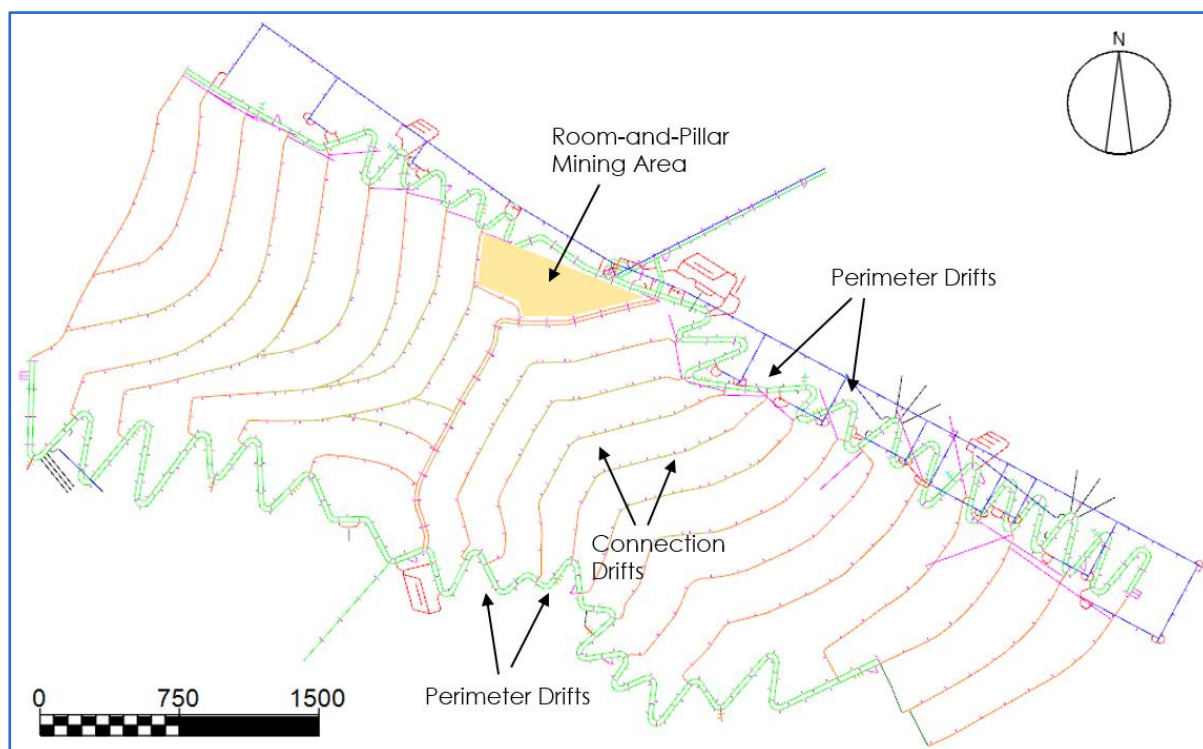 N
Room-and-Pillar
Mining Area
Perimeter Drifts
Connection
Drifts
Perimeter Drifts
0 750 1500